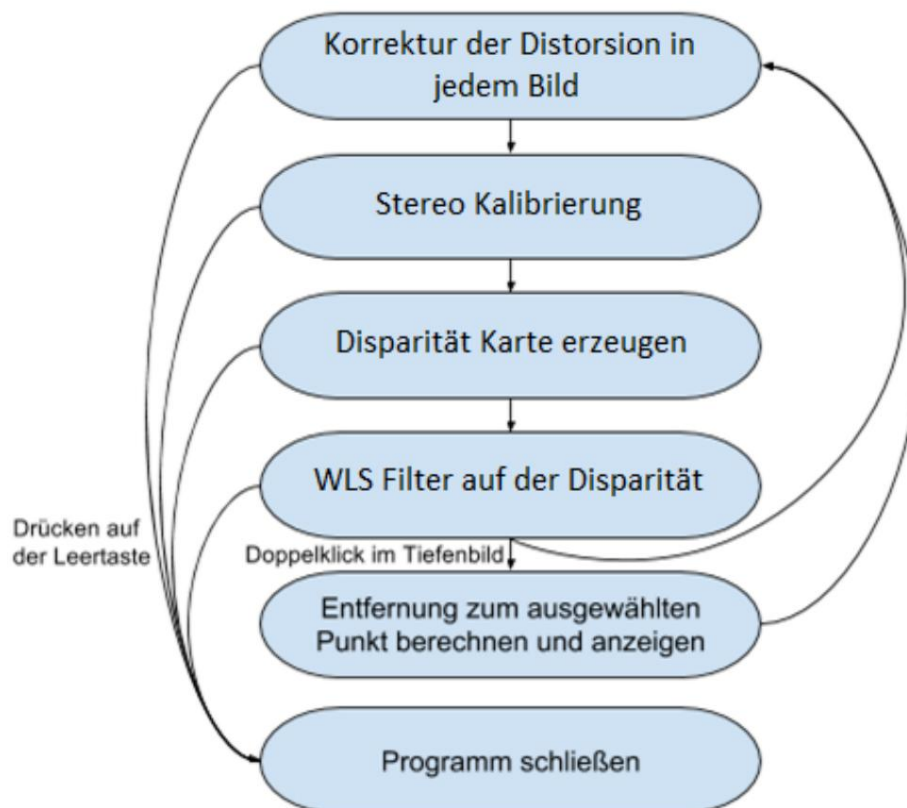 Korrektur der Distorsion in
jedem Bild
Stereo Kalibrierung
Disparität Karte erzeugen
WLS Filter auf der Disparität
Drücken auf
der Leertaste
Doppelklick im Tiefenbild
Entfernung zum ausgewählten
Punkt berechnen und anzeigen
Programm schließen